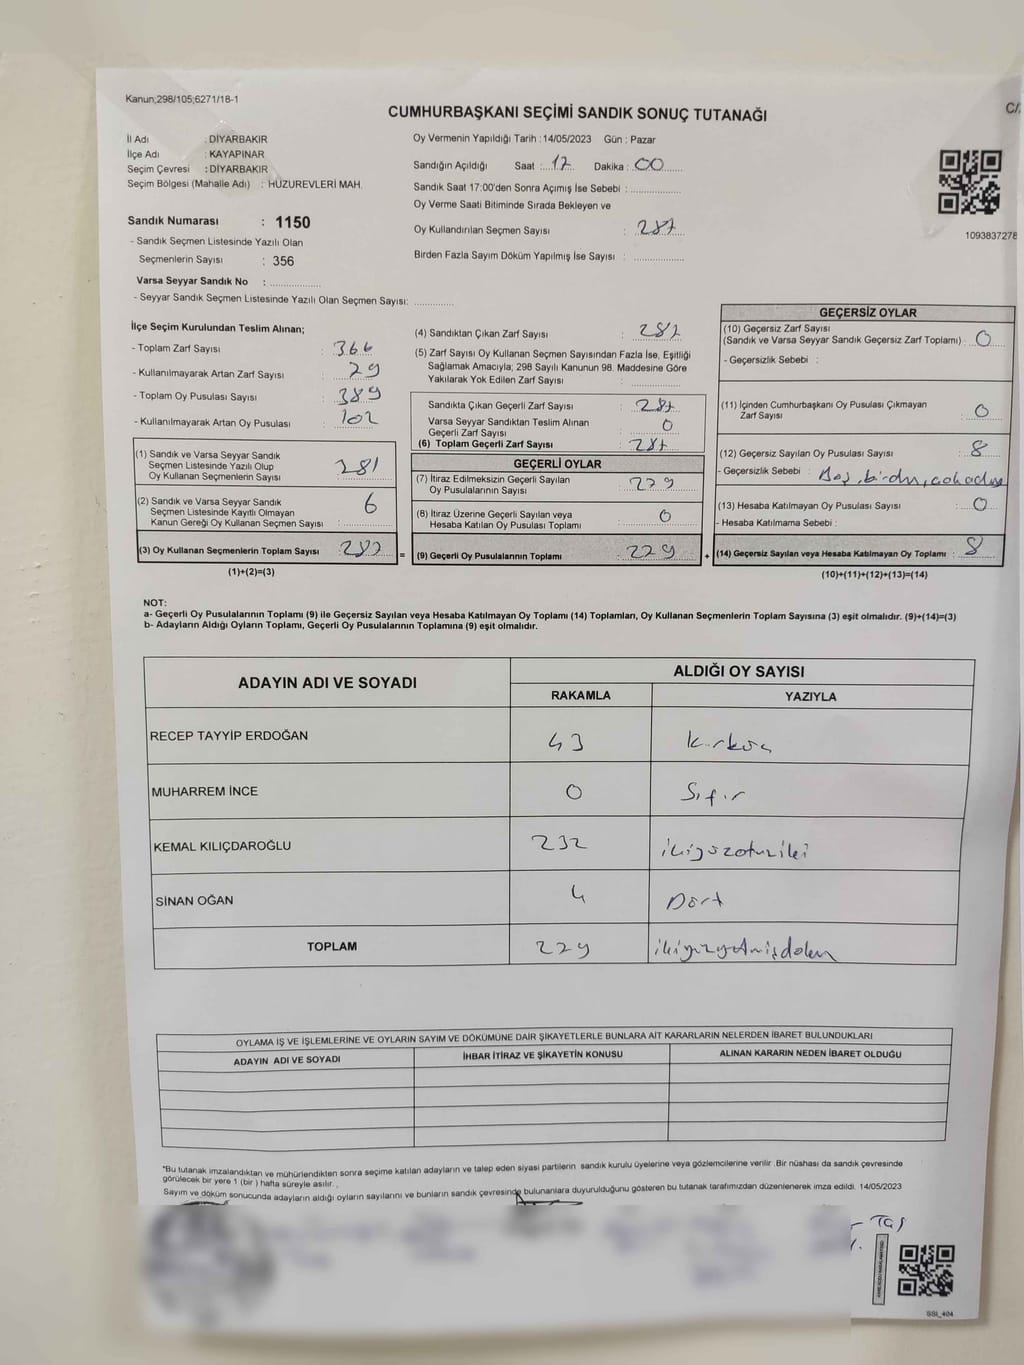 Kanun;298/105;6271/18-1
CUMHURBAŞKANI SEÇİMİ SANDIK SONUÇ TUTANAĞI
C/
İl Adı : DİYARBAKIR
İlçe Adı : KAYAPINAR
Seçim Çevresi : DİYARBAKIR
Seçim Bölgesi (Mahalle Adı) : HUZUREVLERİ MAH.
Oy Vermenin Yapıldığı Tarih : 14/05/2023 Gün : Pazar
Sandığın Açıldığı Saat : 17 Dakika : 00
Sandık Saat 17:00'den Sonra Açımış İse Sebebi :
Oy Verme Saati Bitiminde Sırada Bekleyen ve
Oy Kullandırılan Seçmen Sayısı : 287
Birden Fazla Sayım Döküm Yapılmış İse Sayısı :
1093837278
Sandık Numarası : 1150
- Sandık Seçmen Listesinde Yazılı Olan
Seçmenlerin Sayısı : 356
Varsa Seyyar Sandık No :
- Seyyar Sandık Seçmen Listesinde Yazılı Olan Seçmen Sayısı:
İlçe Seçim Kurulundan Teslim Alınan;
- Toplam Zarf Sayısı : 366
- Kullanılmayarak Artan Zarf Sayısı : 29
- Toplam Oy Pusulası Sayısı : 389
- Kullanılmayarak Artan Oy Pusulası : 102
(1) Sandık ve Varsa Seyyar Sandık
Seçmen Listesinde Yazılı Olup
Oy Kullanan Seçmenlerin Sayısı : 281
(2) Sandık ve Varsa Seyyar Sandık
Seçmen Listesinde Kayıtlı Olmayan
Kanun Gereği Oy Kullanan Seçmen Sayısı : 6
(3) Oy Kullanan Seçmenlerin Toplam Sayısı : 287 =
(1)+(2)=(3)
(4) Sandıktan Çıkan Zarf Sayısı : 287
(5) Zarf Sayısı Oy Kullanan Seçmen Sayısından Fazla İse, Eşitliği
Sağlamak Amacıyla; 298 Sayılı Kanunun 98. Maddesine Göre
Yakılarak Yok Edilen Zarf Sayısı :
Sandıkta Çıkan Geçerli Zarf Sayısı : 287
Varsa Seyyar Sandıktan Teslim Alınan
Geçerli Zarf Sayısı : 0
(6) Toplam Geçerli Zarf Sayısı : 287
GEÇERLİ OYLAR
(7) İtiraz Edilmeksizin Geçerli Sayılan
Oy Pusulalarının Sayısı : 279
(8) İtiraz Üzerine Geçerli Sayılan veya
Hesaba Katılan Oy Pusulası Toplamı : 0
(9) Geçerli Oy Pusulalarının Toplamı : 279 +
GEÇERSİZ OYLAR
(10) Geçersiz Zarf Sayısı
(Sandık ve Varsa Seyyar Sandık Geçersiz Zarf Toplamı) : 0
- Geçersizlik Sebebi :
(11) İçinden Cumhurbaşkanı Oy Pusulası Çıkmayan
Zarf Sayısı : 0
(12) Geçersiz Sayılan Oy Pusulası Sayısı : 8
- Geçersizlik Sebebi :
(13) Hesaba Katılmayan Oy Pusulası Sayısı : 0
- Hesaba Katılmama Sebebi :
(14) Geçersiz Sayılan veya Hesaba Katılmayan Oy Toplamı : 8
(10)+(11)+(12)+(13)=(14)
NOT:
a- Geçerli Oy Pusulalarının Toplamı (9) ile Geçersiz Sayılan veya Hesaba Katılmayan Oy Toplamı (14) Toplamları, Oy Kullanan Seçmenlerin Toplam Sayısına (3) eşit olmalıdır. (9)+(14)=(3)
b- Adayların Aldığı Oyların Toplamı, Geçerli Oy Pusulalarının Toplamına (9) eşit olmalıdır.
ADAYIN ADI VE SOYADI
ALDIĞI OY SAYISI
RAKAMLA YAZIYLA
RECEP TAYYİP ERDOĞAN 43 Kırküç
MUHARREM İNCE 0 Sıfır
KEMAL KILIÇDAROĞLU 232 ikiyüzotuziki
SİNAN OĞAN 4 Dört
TOPLAM 279 ikiyüzyetmişdokuz
OYLAMA İŞ VE İŞLEMLERİNE VE OYLARIN SAYIM VE DÖKÜMÜNE DAİR ŞİKAYETLERLE BUNLARA AİT KARARLARIN NELERDEN İBARET BULUNDUKLARI
ADAYIN ADI VE SOYADI İHBAR İTİRAZ VE ŞİKAYETİN KONUSU ALINAN KARARIN NEDEN İBARET OLDUĞU
"Bu tutanak imzalandıktan ve mühürlendikten sonra seçime katılan adayların ve talep eden siyasi partilerin sandık kurulu üyelerine veya gözlemcilerine verilir .Bir nüshası da sandık çevresinde
görülecek bir yere 1 (bir ) hafta süreyle asılır. .
Sayım ve döküm sonucunda adayların aldığı oyların sayılarını ve bunların sandık çevresinde bulunanlara duyurulduğunu gösteren bu tutanak tarafımızdan düzenlenerek imza edildi. 14/05/2023
TAŞ
SSI_404